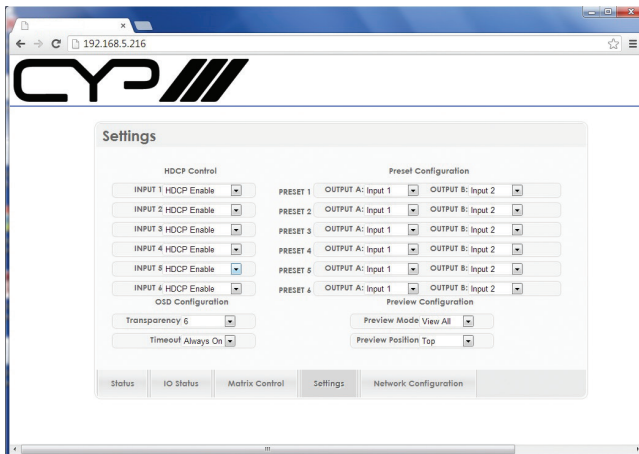 192.168.5.216
CYP
Settings
HDCP Control
INPUT 1 HDCP Enable
INPUT 2 HDCP Enable
INPUT 3 HDCP Enable
INPUT 4 HDCP Enable
INPUT 5 HDCP Enable
INPUT 6 HDCP Enable
Preset Configuration
PRESET 1 OUTPUT A: Input 1 OUTPUT B: Input 2
PRESET 2 OUTPUT A: Input 1 OUTPUT B: Input 2
PRESET 3 OUTPUT A: Input 1 OUTPUT B: Input 2
PRESET 4 OUTPUT A: Input 1 OUTPUT B: Input 2
PRESET 5 OUTPUT A: Input 1 OUTPUT B: Input 2
PRESET 6 OUTPUT A: Input 1 OUTPUT B: Input 2
OSD Configuration
Transparency 6
Timeout Always On
Preview Configuration
Preview Mode View All
Preview Position Top
Status IO Status Matrix Control Settings Network Configuration